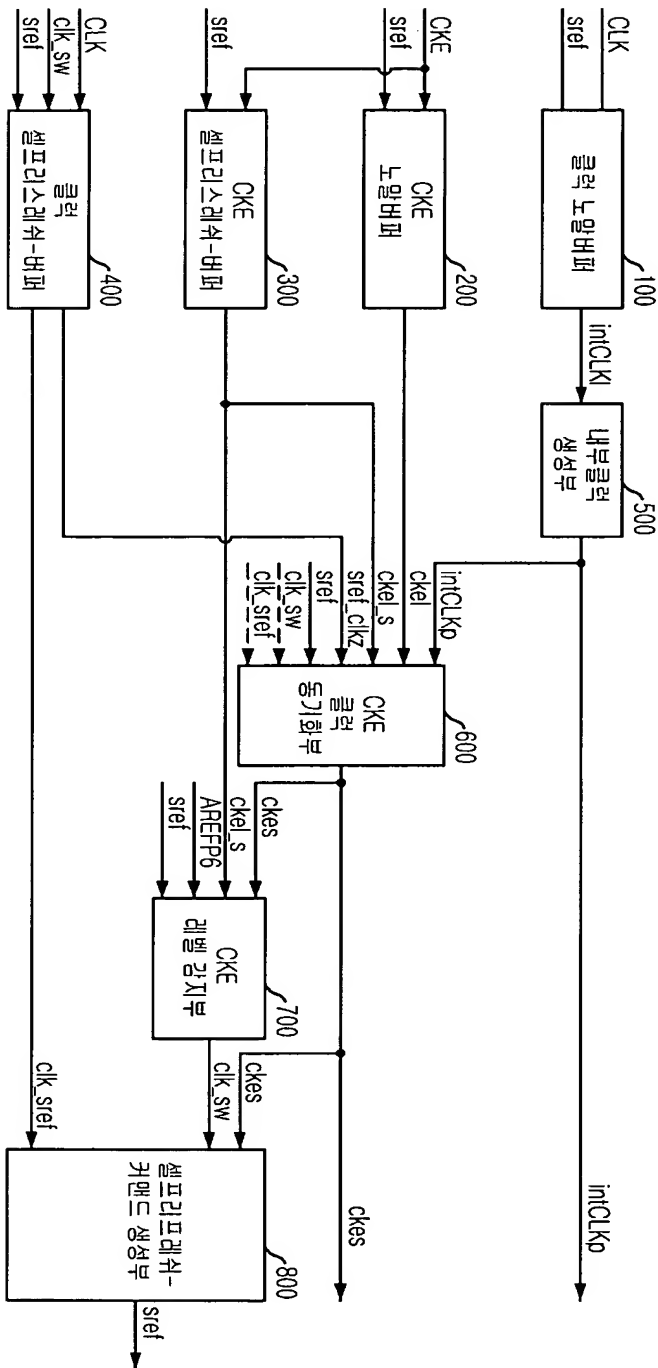 CLK
sref
클럭 노말버퍼
100
intCLKI
내부클럭
생성부
500
intCLKp
CKE
sref
CKE
노말버퍼
200
sref
CKE
셀프리스레쉬-버퍼
300
CLK
clk_sw
sref
클럭
셀프리스레쉬-버퍼
400
intCLKp
ckel
ckel_s
sref_clkz
sref
clk_sw
clk_sref
CKE
클럭
동기화부
600
ckes
ckes
ckel_s
AREFP6
sref
CKE
레벨 감지부
700
ckes
clk_sw
clk_sref
셀프리프레쉬-
커맨드 생성부
800
sref